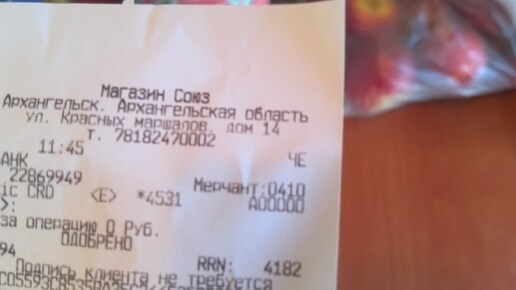 Магазин Союз
Архангельск. Архангельская область
ул. Красных маршалов, дом 14
т. 78182470002
11:45 ЧЕ
АНК
22869949 Мерчант:0410
ic CRD <E> *4531 A00000
>:
за операцию 0 Руб.
ОДОБРЕНО
94 RRN: 4182
Подпись клиента не требуется